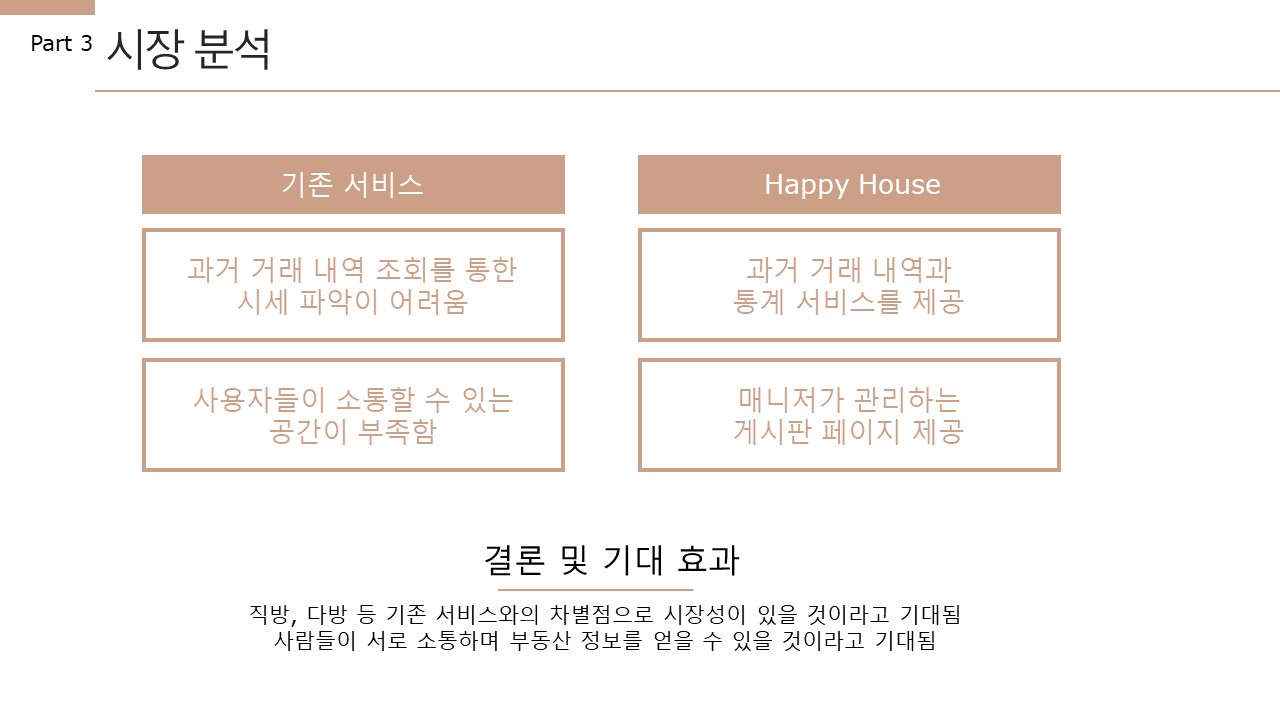 Part 3 시장 분석
기존 서비스
과거 거래 내역 조회를 통한
시세 파악이 어려움
사용자들이 소통할 수 있는
공간이 부족함
Happy House
과거 거래 내역과
통계 서비스를 제공
매니저가 관리하는
게시판 페이지 제공
결론 및 기대 효과
직방, 다방 등 기존 서비스와의 차별점으로 시장성이 있을 것이라고 기대됨
사람들이 서로 소통하며 부동산 정보를 얻을 수 있을 것이라고 기대됨